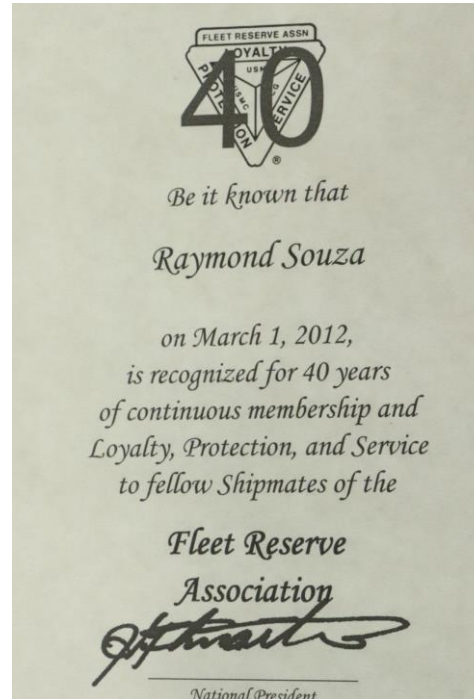 FLEET RESERVE ASSN
LOYALTY
PROTECTION
SERVICE
USMC
40
®
Be it known that
Raymond Souza
on March 1, 2012,
is recognized for 40 years
of continuous membership and
Loyalty, Protection, and Service
to fellow Shipmates of the
Fleet Reserve
Association
National President